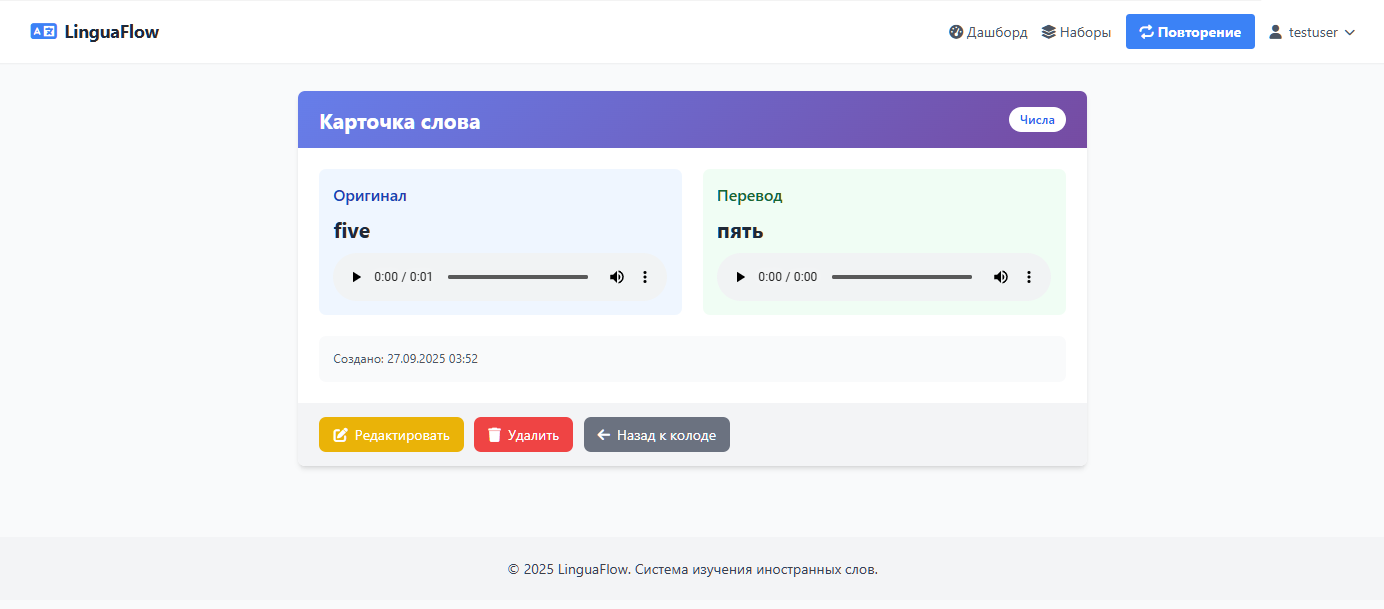 LinguaFlow
Дашборд Наборы Повторение testuser
Карточка слова
Числа
Оригинал
five
0:00 / 0:01
Перевод
пять
0:00 / 0:00
Создано: 27.09.2025 03:52
Редактировать Удалить Назад к колоде
© 2025 LinguaFlow. Система изучения иностранных слов.